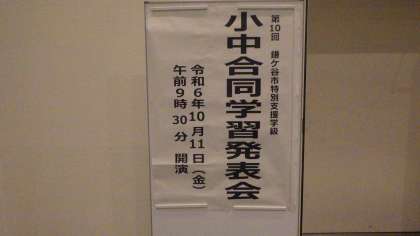 第10回 鎌ケ谷市特別支援学級
小中合同学習発表会
令和6年10月11日（金）
午前9時30分 開演